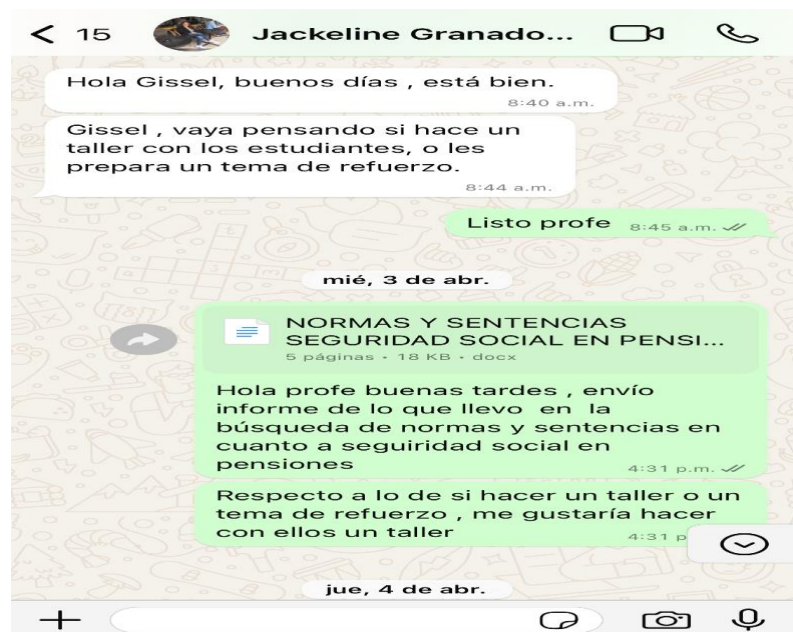 15 Jackeline Granado...
Hola Gissel, buenos días , está bien.
8:40 a.m.
Gissel , vaya pensando si hace un
taller con los estudiantes, o les
prepara un tema de refuerzo.
8:44 a.m.
Listo profe 8:45 a.m.
mié, 3 de abr.
NORMAS Y SENTENCIAS
SEGURIDAD SOCIAL EN PENSI...
5 páginas • 18 KB • docx
Hola profe buenas tardes , envío
informe de lo que llevo en la
búsqueda de normas y sentencias en
cuanto a seguiridad social en
pensiones
4:31 p.m.
Respecto a lo de si hacer un taller o un
tema de refuerzo , me gustaría hacer
con ellos un taller
4:31 p
jue, 4 de abr.